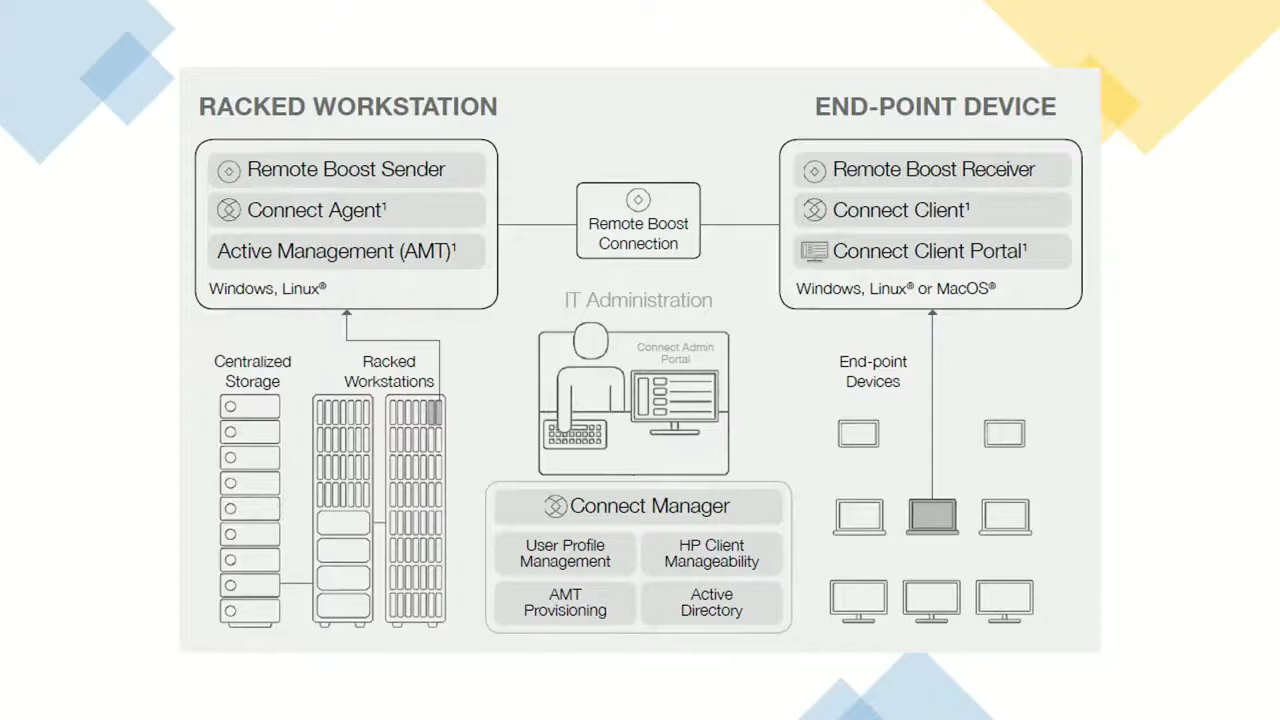 RACKED WORKSTATION
Remote Boost Sender
Connect Agent¹
Active Management (AMT)¹
Windows, Linux®
Remote Boost
Connection
END-POINT DEVICE
Remote Boost Receiver
Connect Client¹
Connect Client Portal¹
Windows, Linux® or MacOS®
Centralized
Storage
Racked
Workstations
IT Administration
Connect Admin
Portal
Connect Manager
User Profile
Management
HP Client
Manageability
AMT
Provisioning
Active
Directory
End-point
Devices